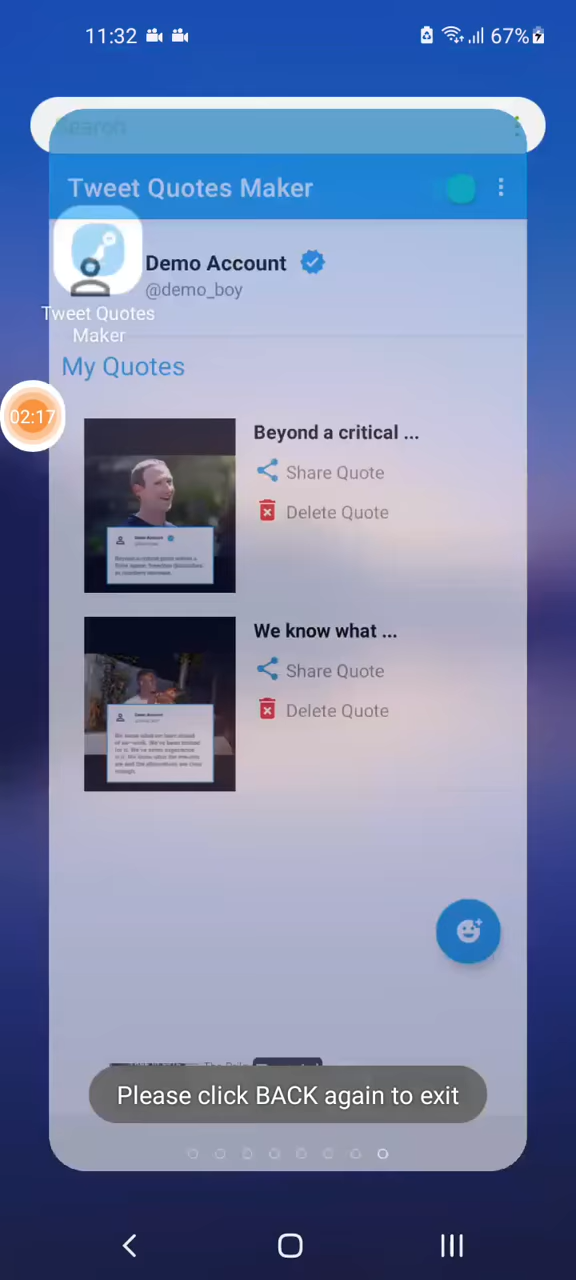 11:32
67%
Search
Tweet Quotes Maker
Demo Account
@demo_boy
Tweet Quotes
Maker
My Quotes
02:17
Beyond a critical ...
Share Quote
Delete Quote
We know what ...
Share Quote
Delete Quote
Please click BACK again to exit